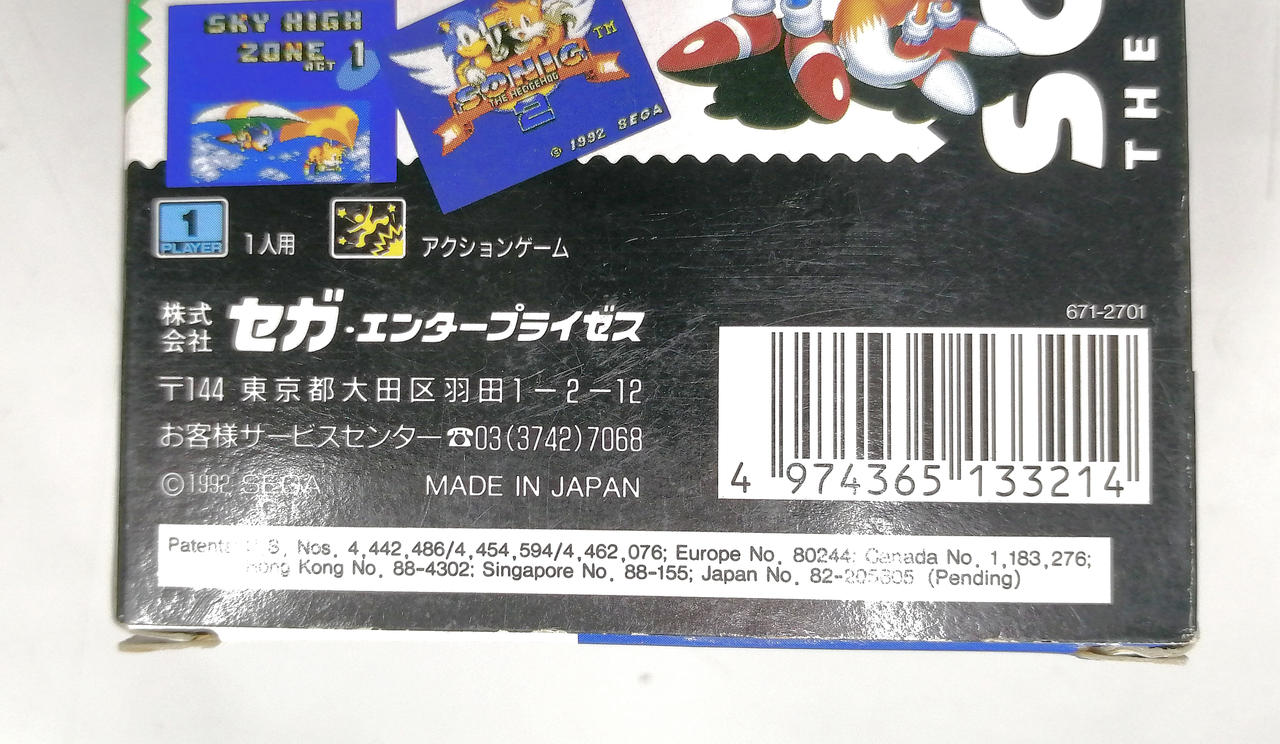 SKY HIGH
ZONE ACT 1
SONIC TM
THE HEDGEHOG
2
© 1992 SEGA
THE
1
PLAYER
1人用
アクションゲーム
株式会社 セガ・エンタープライゼス
〒144 東京都大田区羽田1-2-12
お客様サービスセンター☎03(3742)7068
©1992 SEGA MADE IN JAPAN
671-2701
4 974365 133214
Patents Nos. 4,442,486/4,454,594/4,462,076; Europe No. 80244; Canada No. 1,183,276;
Hong Kong No. 88-4302; Singapore No. 88-155; Japan No. 82-205605 (Pending)